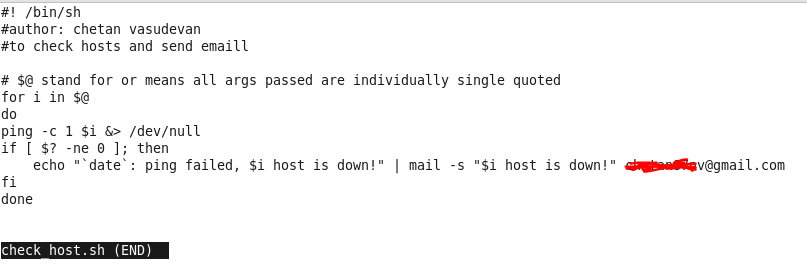 #! /bin/sh
#author: chetan vasudevan
#to check hosts and send emaill
# $@ stand for or means all args passed are individually single quoted
for i in $@
do
ping -c 1 $i &> /dev/null
if [ $? -ne 0 ]; then
    echo "`date`: ping failed, $i host is down!" | mail -s "$i host is down!" v@gmail.com
fi
done
check_host.sh (END)